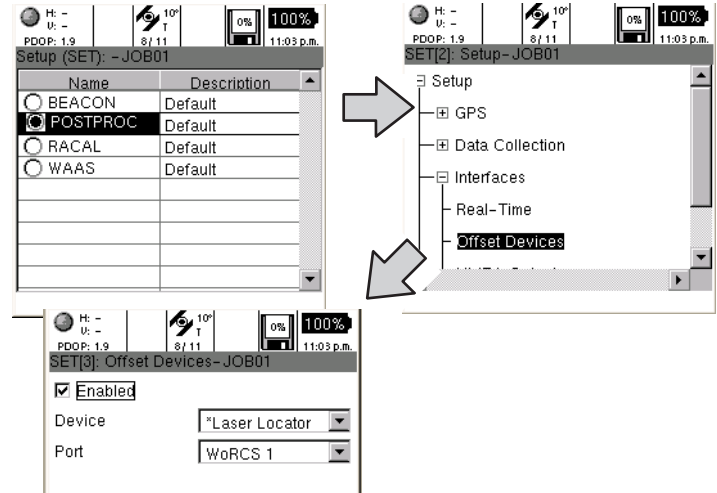 H: -
V: -
PDOP: 1.9
10°
T
8/11
0%
100%
11:03 p.m.
Setup (SET): -JOB01
Name Description
BEACON Default
POSTPROC Default
RACAL Default
WAAS Default
H: -
V: -
PDOP: 1.9
10°
T
8/11
0%
100%
11:03 p.m.
SET[2]: Setup-JOB01
Setup
GPS
Data Collection
Interfaces
Real-Time
Offset Devices
H: -
V: -
PDOP: 1.9
10°
T
8/11
0%
100%
11:03 p.m.
SET[3]: Offset Devices-JOB01
Enabled
Device *Laser Locator
Port WoRCS 1